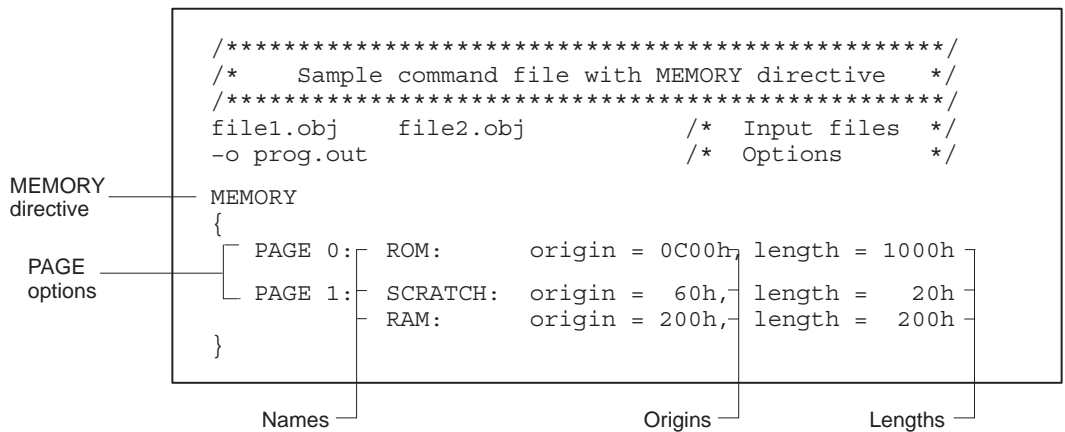 /**************************************************/
/*    Sample command file with MEMORY directive   */
/**************************************************/
file1.obj    file2.obj    /*  Input files  */
–o prog.out    /*  Options    */
MEMORY directive
MEMORY
{
PAGE options
PAGE 0: ROM: origin = 0C00h, length = 1000h
PAGE 1: SCRATCH: origin = 60h, length = 20h
RAM: origin = 200h, length = 200h
}
Names Origins Lengths